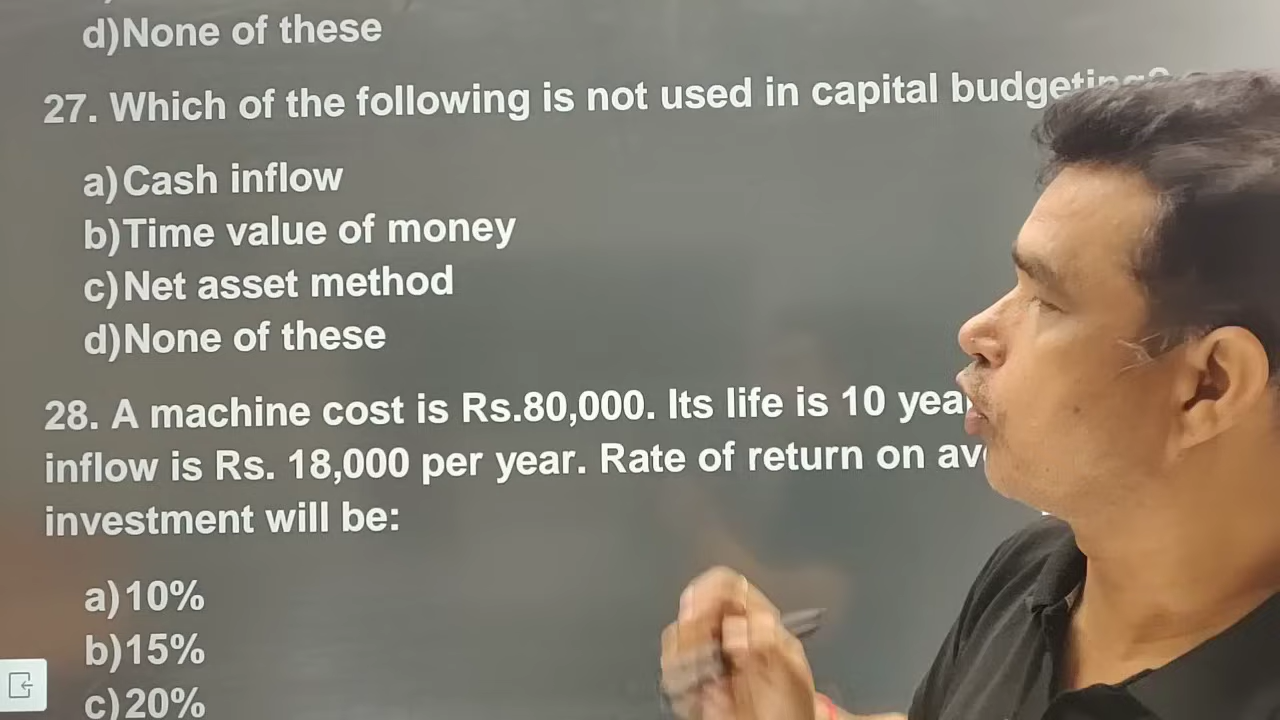 d)None of these
27. Which of the following is not used in capital budgeting?
a)Cash inflow
b)Time value of money
c)Net asset method
d)None of these
28. A machine cost is Rs.80,000. Its life is 10
inflow is Rs. 18,000 per year. Rate of return on
investment will be:
a)10%
b)15%
c)20%